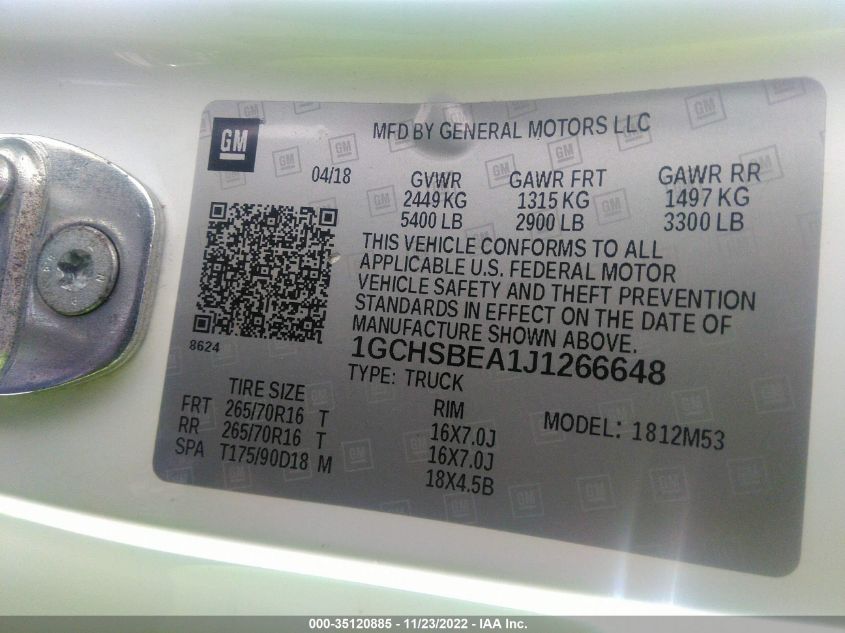 GM
MFD BY GENERAL MOTORS LLC
04/18 GVWR GAWR FRT GAWR RR
2449 KG 1315 KG 1497 KG
5400 LB 2900 LB 3300 LB
THIS VEHICLE CONFORMS TO ALL
APPLICABLE U.S. FEDERAL MOTOR
VEHICLE SAFETY AND THEFT PREVENTION
STANDARDS IN EFFECT ON THE DATE OF
MANUFACTURE SHOWN ABOVE.
8624
1GCHSBEA1J1266648
TYPE: TRUCK
TIRE SIZE RIM MODEL: 1812M53
FRT 265/70R16 T 16X7.0J
RR 265/70R16 T 16X7.0J
SPA T175/90D18 M 18X4.5B
000-35120885 - 11/23/2022 - IAA Inc.